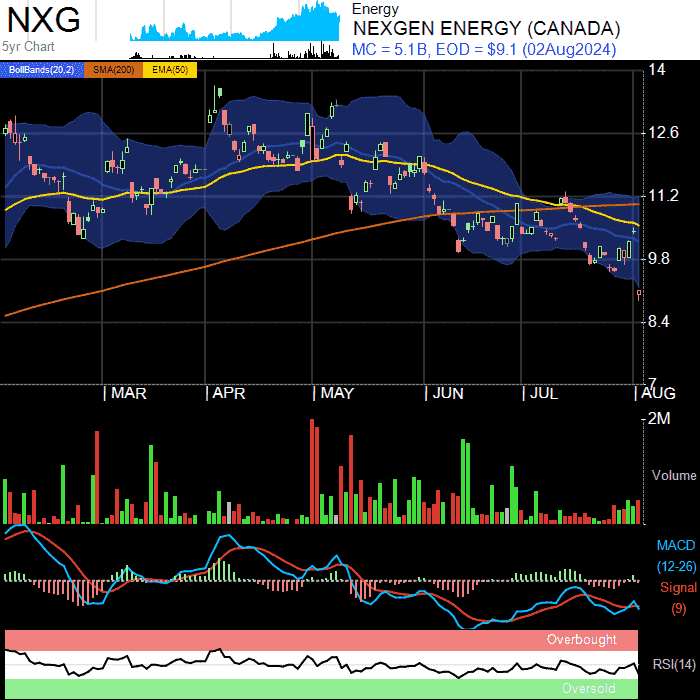 NXG
5yr Chart
Energy
NEXGEN ENERGY (CANADA)
MC = 5.1B, EOD = $9.1 (02Aug2024)
BollBands(20,2) SMA(200) EMA(50)
14
12.6
11.2
9.8
8.4
7
MAR APR MAY JUN JUL AUG
2M
Volume
MACD
(12-26)
Signal
(9)
Overbought
RSI(14)
Oversold